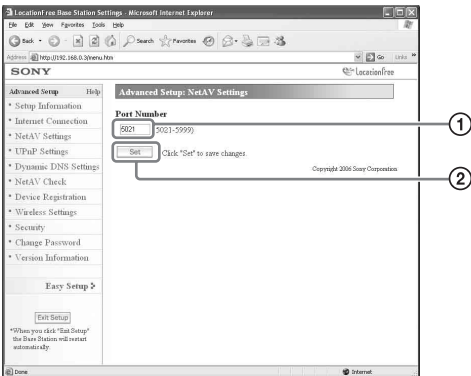 LocationFree Base Station Settings - Microsoft Internet Explorer
File Edit View Favorites Tools Help
Back Search Favorites
Address http://192.168.0.3/menu.htm Go Links »
SONY LocationFree
Advanced Setup Help
* Setup Information
* Internet Connection
* NetAV Settings
* UPnP Settings
* Dynamic DNS Settings
* NetAV Check
* Device Registration
* Wireless Settings
* Security
* Change Password
* Version Information
Easy Setup
Exit Setup
*When you click "Exit Setup"
the Base Station will restart
automatically.
Advanced Setup: NetAV Settings
Port Number
5021 5021-5999)
Set Click "Set" to save changes.
Copyright 2006 Sony Corporation
1
2
Done Internet